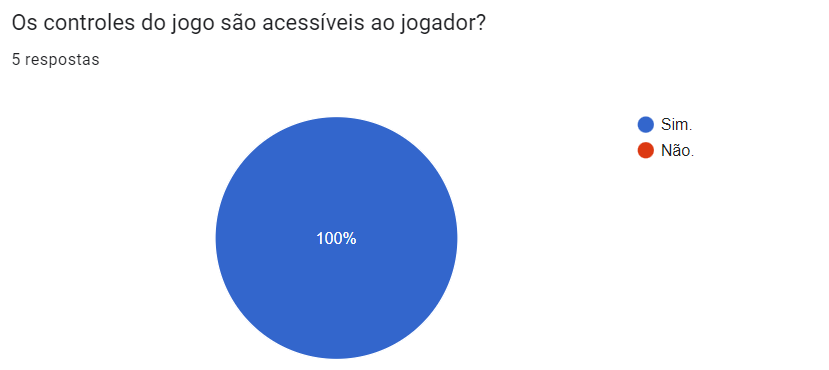 Os controles do jogo são acessíveis ao jogador?
5 respostas
Sim.
Não.
100%